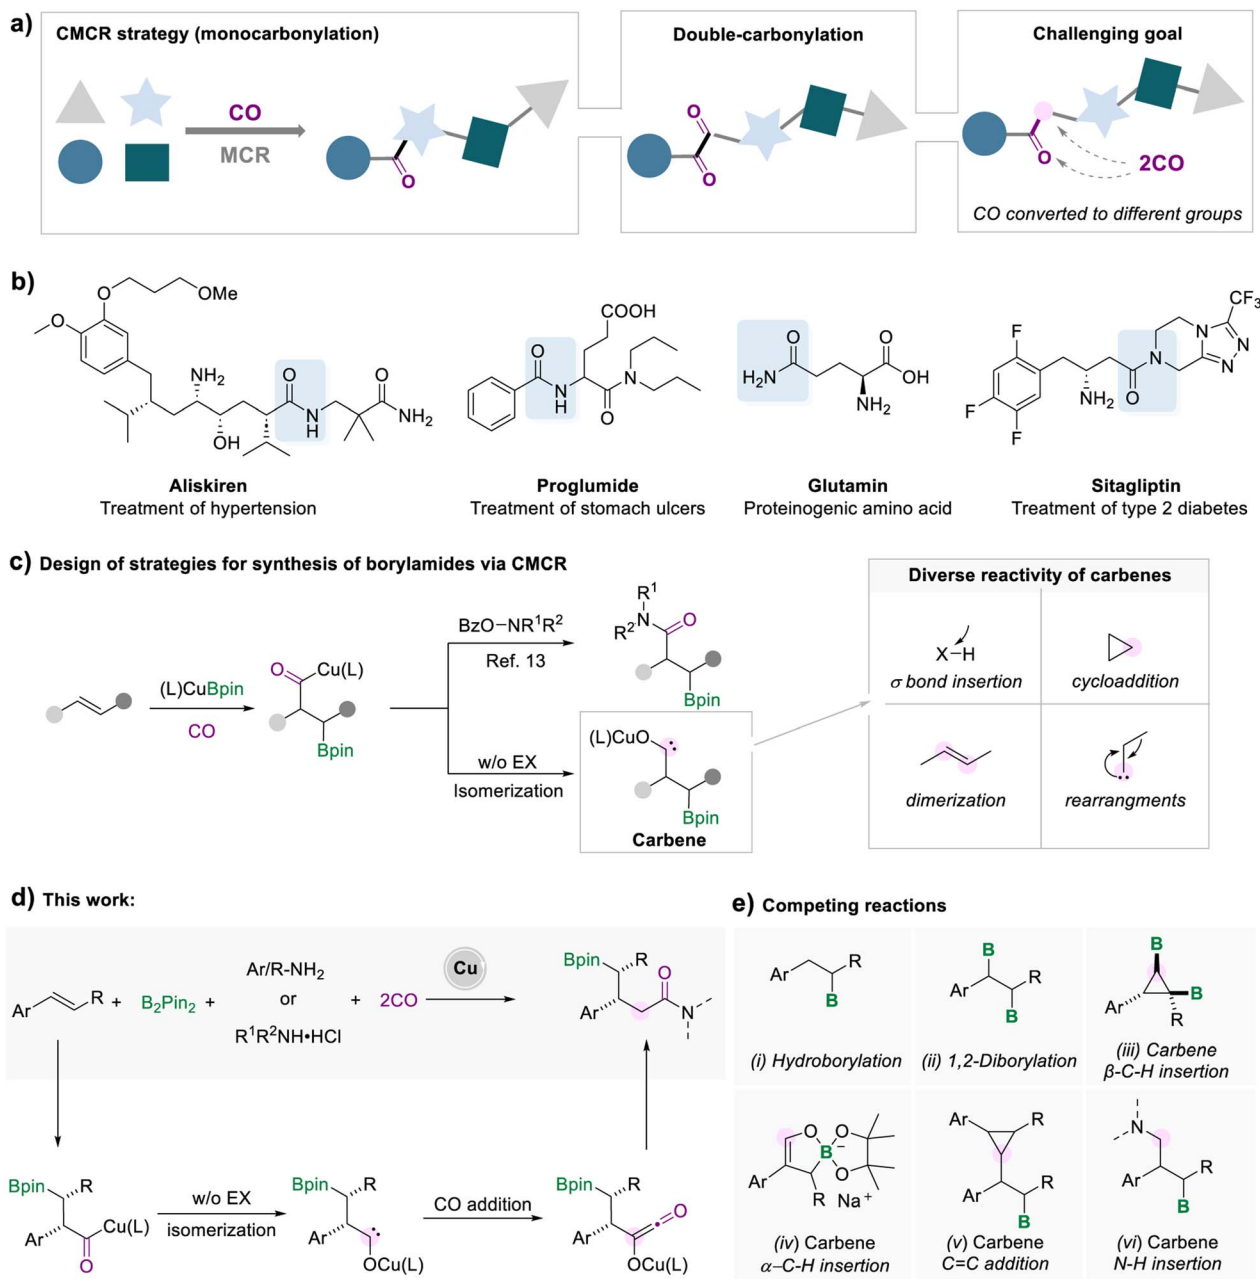 a)
CMCR strategy (monocarbonylation)
CO
MCR
O
Double-carbonylation
O
O
Challenging goal
O
2CO
CO converted to different groups
b)
O
OMe
O
NH₂
OH
O
N
H
O
NH₂
Aliskiren
Treatment of hypertension
COOH
O
N
H
N
O
Proglumide
Treatment of stomach ulcers
O
H₂N
O
OH
NH₂
Glutamin
Proteinogenic amino acid
CF₃
F
F
F
NH₂
O
N
N
N
N
Sitagliptin
Treatment of type 2 diabetes
c) Design of strategies for synthesis of borylamides via CMCR
(L)CuBpin
CO
O
Cu(L)
Bpin
BzO–NR¹R²
Ref. 13
w/o EX
Isomerization
R¹
N
R²
O
Bpin
(L)CuO
Bpin
Carbene
Diverse reactivity of carbenes
X–H
σ bond insertion
cycloaddition
dimerization
rearrangments
d) This work:
Ar
R
+
B₂Pin₂
+
Ar/R-NH₂
or
R¹R²NH•HCl
+
2CO
Cu
Bpin
R
O
Ar
N
Bpin
R
Ar
Cu(L)
O
w/o EX
isomerization
Bpin
R
Ar
OCu(L)
CO addition
Bpin
R
O
Ar
OCu(L)
e) Competing reactions
Ar
R
B
(i) Hydroborylation
B
Ar
R
B
(ii) 1,2-Diborylation
B
B
Ar
R
(iii) Carbene
β-C-H insertion
O
O
B
−
O
Ar
R
Na⁺
(iv) Carbene
α–C-H insertion
Ar
R
Ar
R
B
(v) Carbene
C=C addition
N
Ar
R
B
(vi) Carbene
N-H insertion